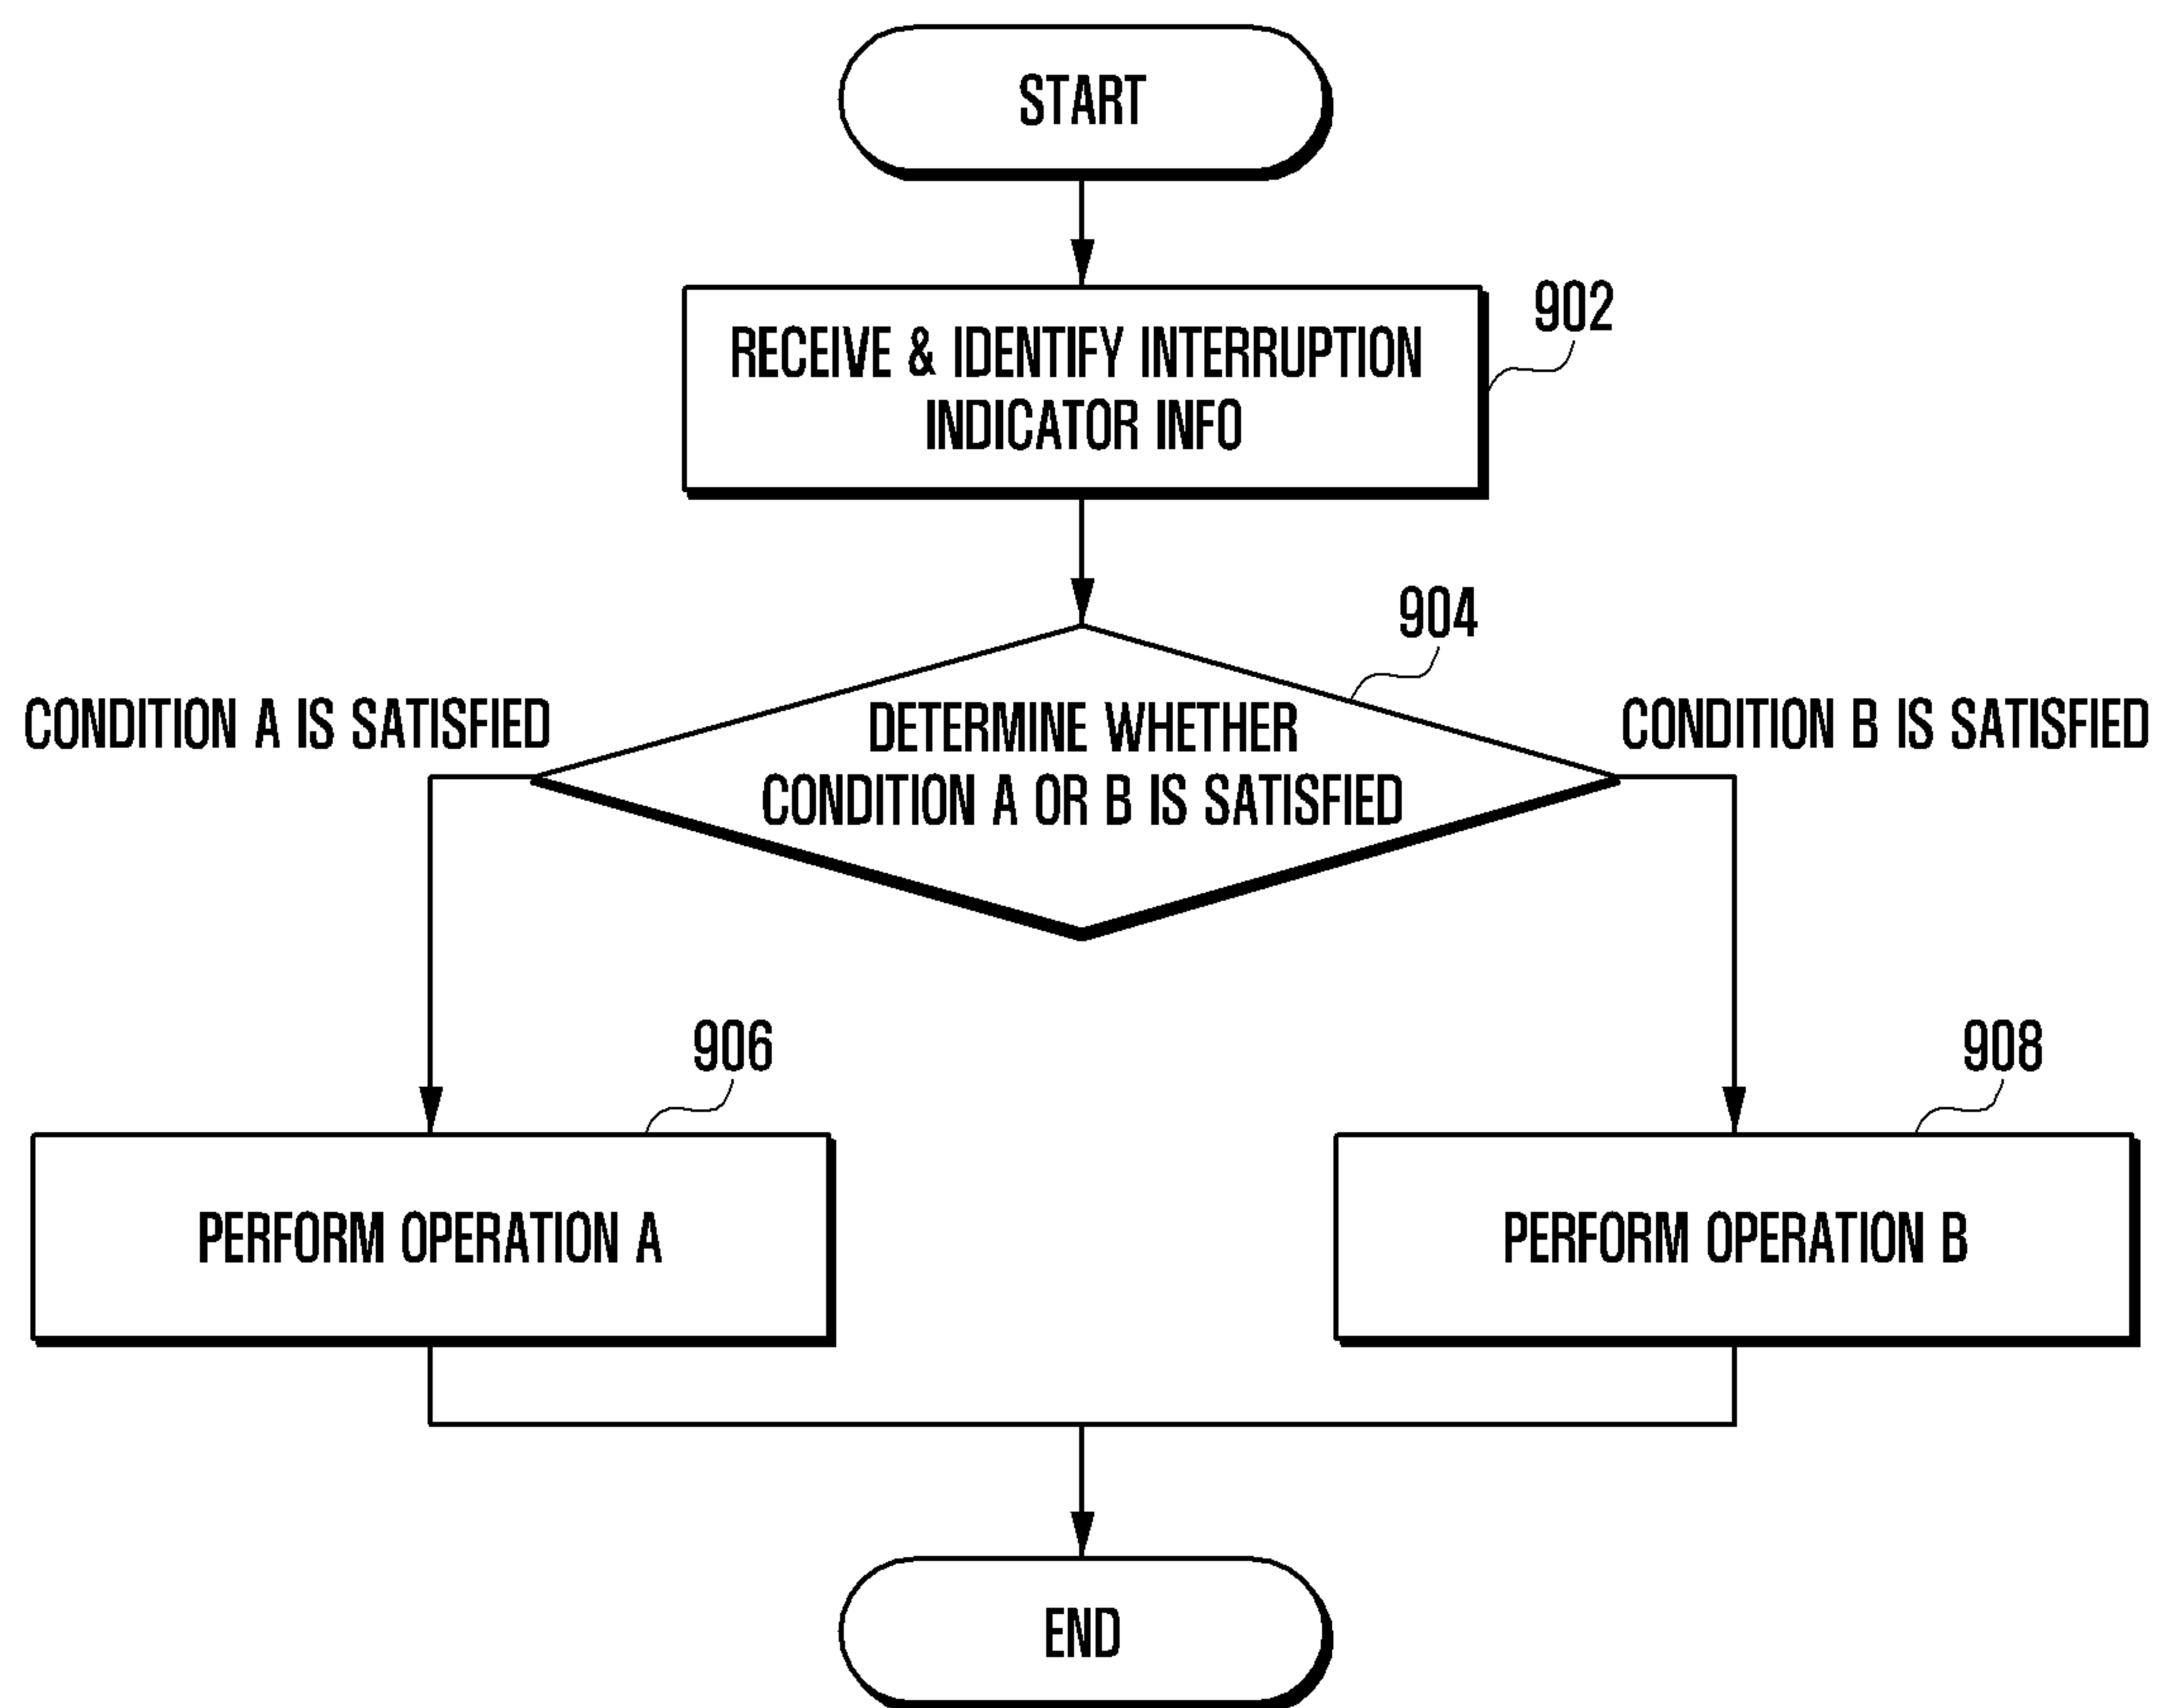 START
RECEIVE & IDENTIFY INTERRUPTION
INDICATOR INFO
902
904
CONDITION A IS SATISFIED
DETERMINE WHETHER
CONDITION A OR B IS SATISFIED
CONDITION B IS SATISFIED
906
PERFORM OPERATION A
908
PERFORM OPERATION B
END